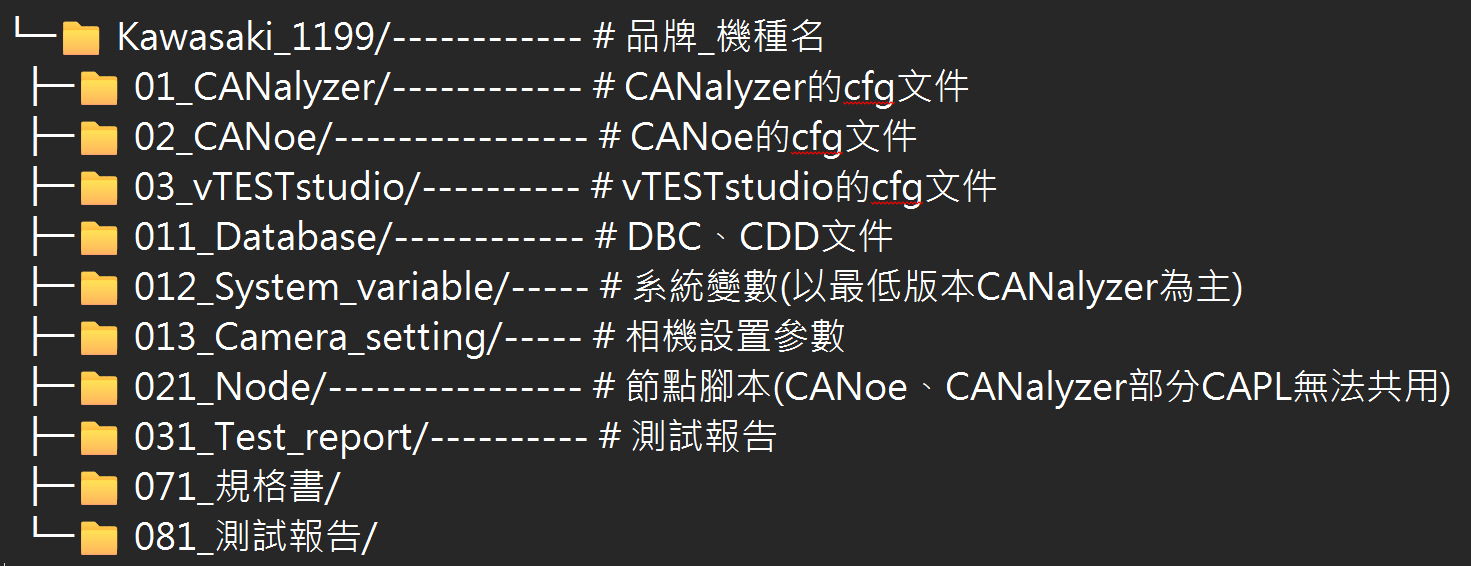 └─📁 Kawasaki_1199/------------ # 品牌_機種名
├─📁 01_CANalyzer/------------ # CANalyzer的cfg文件
├─📁 02_CANoe/---------------- # CANoe的cfg文件
├─📁 03_vTESTstudio/---------- # vTESTstudio的cfg文件
├─📁 011_Database/------------ # DBC、CDD文件
├─📁 012_System_variable/----- # 系統變數(以最低版本CANalyzer為主)
├─📁 013_Camera_setting/----- # 相機設置參數
├─📁 021_Node/---------------- # 節點腳本(CANoe、CANalyzer部分CAPL無法共用)
├─📁 031_Test_report/---------- # 測試報告
├─📁 071_規格書/
└─📁 081_測試報告/